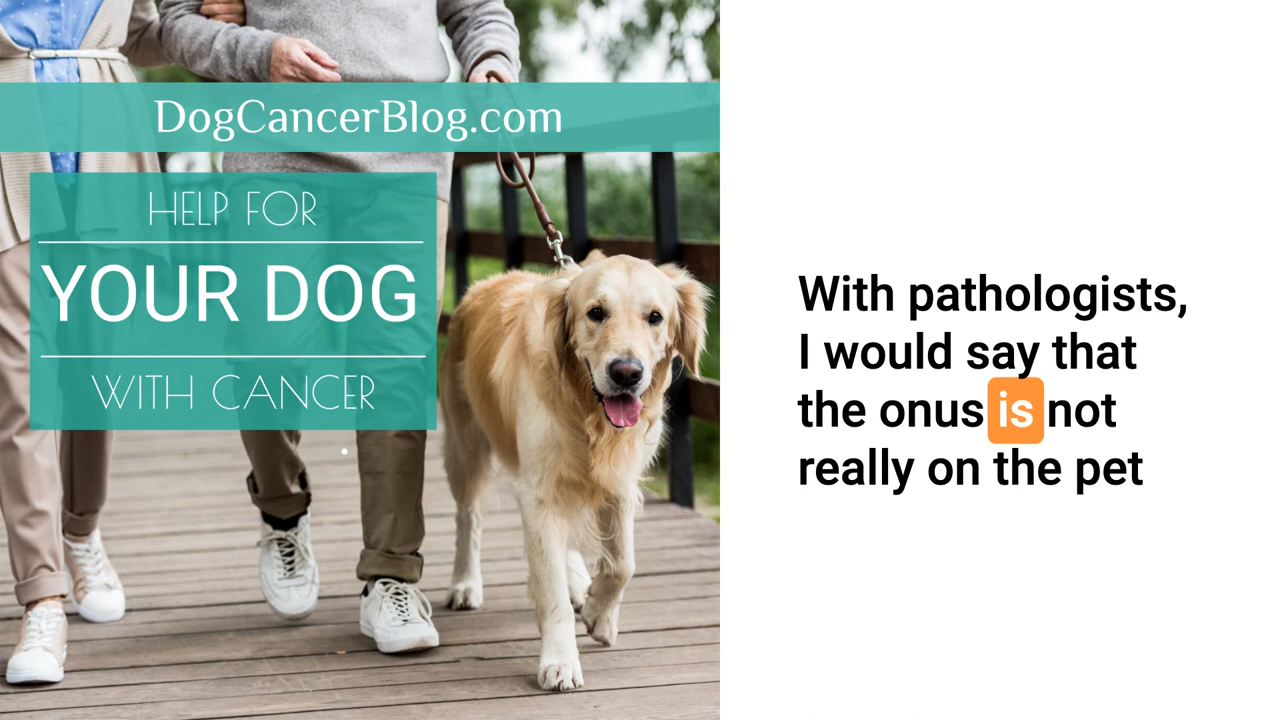 DogCancerBlog.com
HELP FOR
YOUR DOG
WITH CANCER
With pathologists,
I would say that
the onus is not
really on the pet